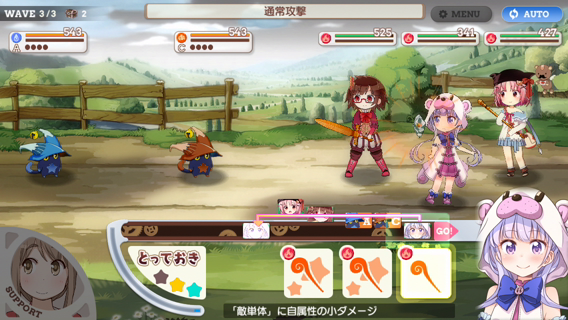 WAVE 3/3 2
通常攻撃
MENU
AUTO
543
543
525
341
427
A
C
GO!
とっておき
SUPPORT
「敵単体」に自属性の小ダメージ